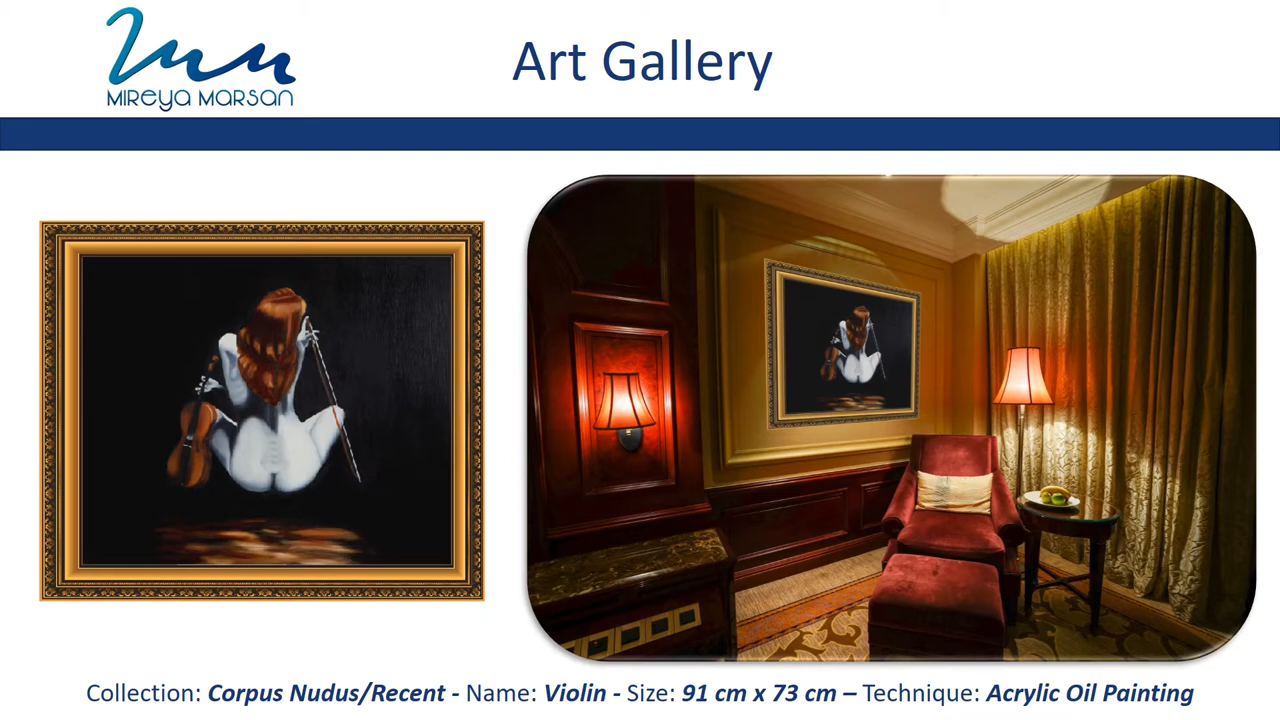 MIREYA MARSAN
Art Gallery
Collection: Corpus Nudus/Recent - Name: Violin - Size: 91 cm x 73 cm – Technique: Acrylic Oil Painting